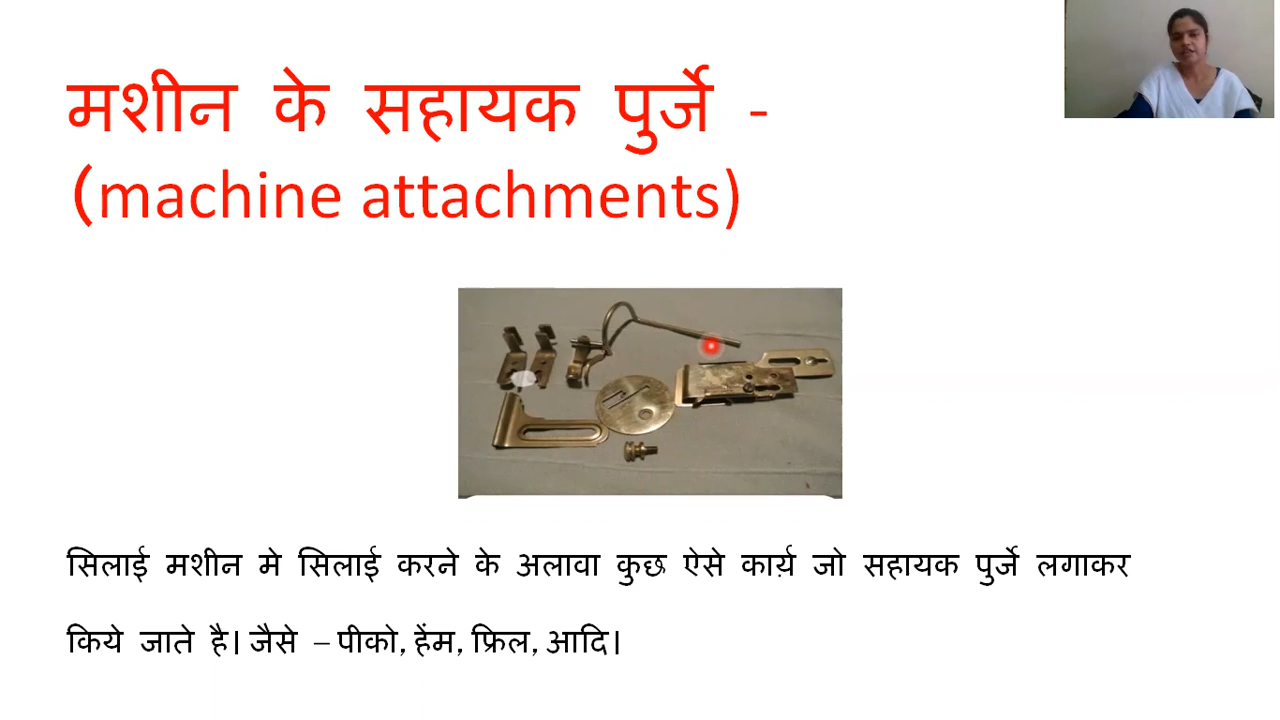 मशीन के सहायक पुर्जे -
(machine attachments)
सिलाई मशीन मे सिलाई करने के अलावा कुछ ऐसे कार्य़ जो सहायक पुर्जे लगाकर
किये जाते है। जैसे – पीको, हेंम, फ्रिल, आदि।